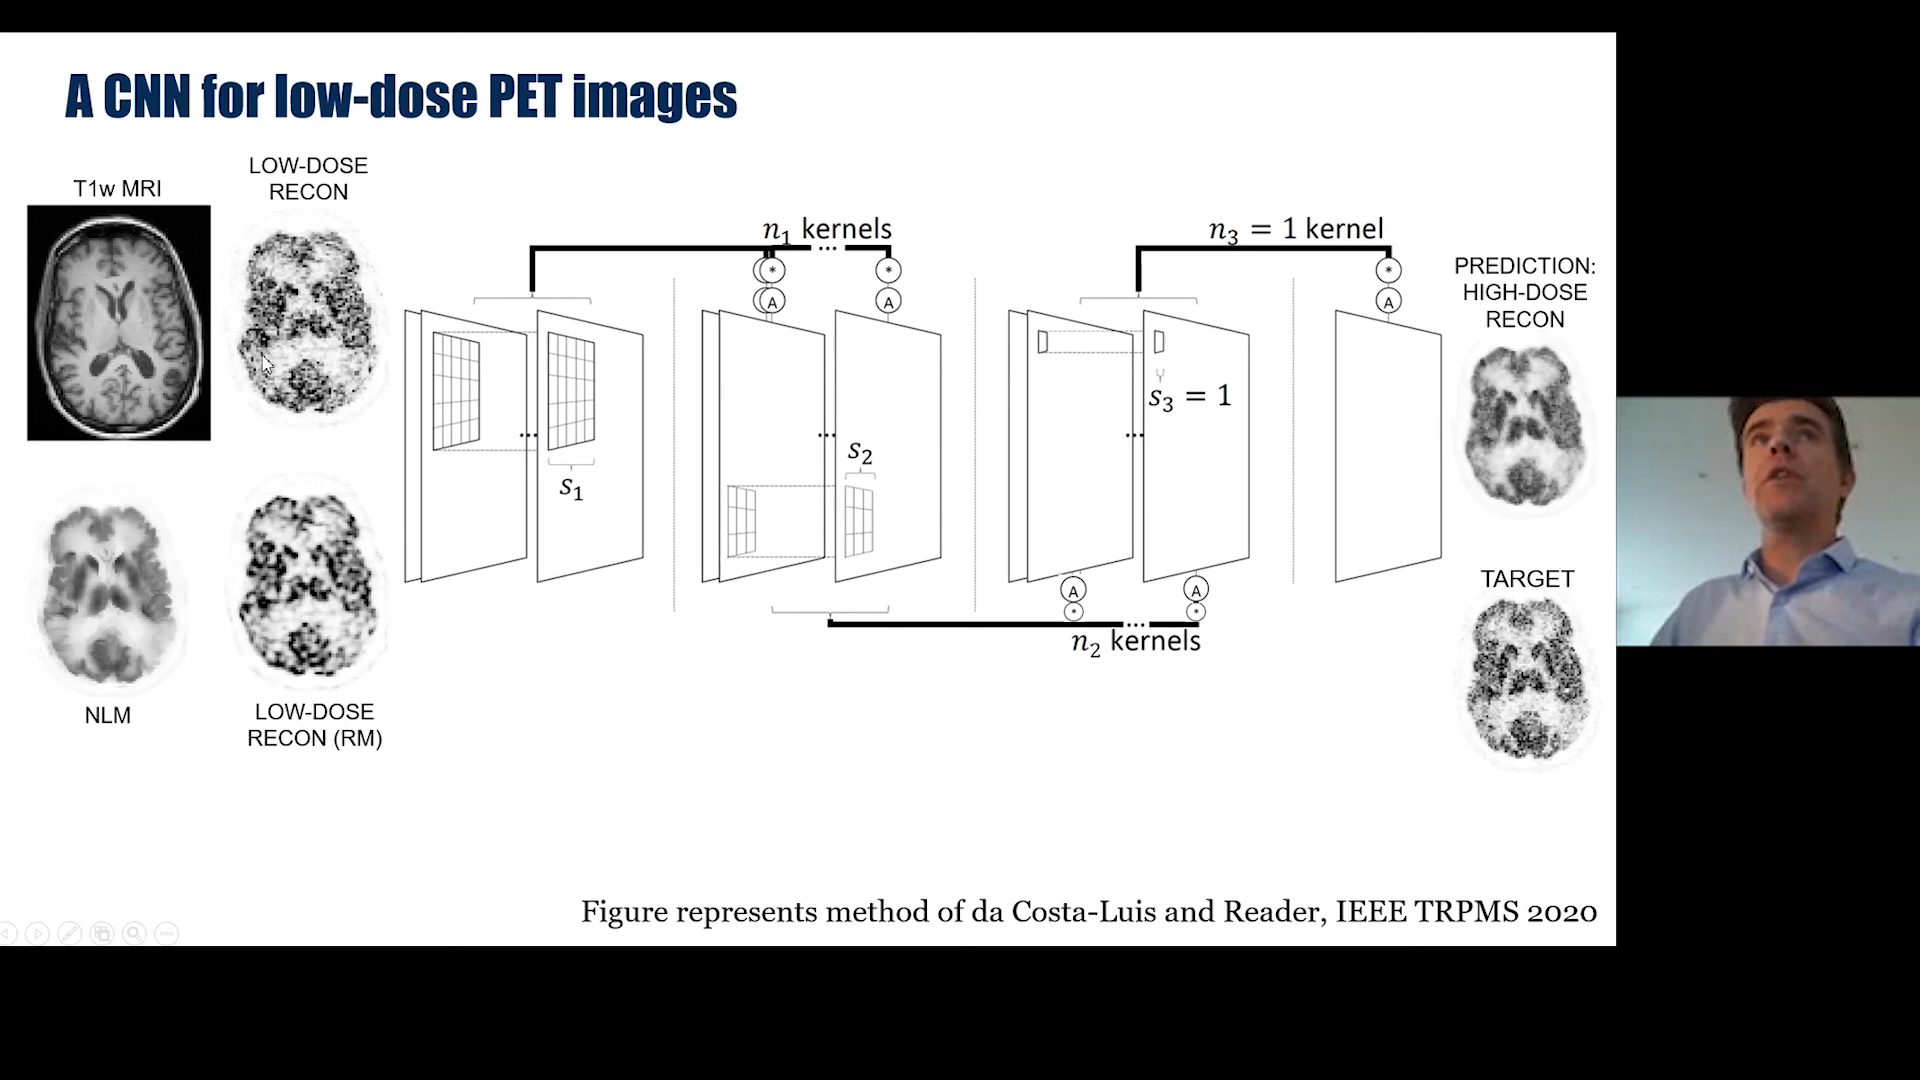 A CNN for low-dose PET images
T1w MRI
LOW-DOSE
RECON
NLM
LOW-DOSE
RECON (RM)
n₁ kernels
...
* * *
A A A
...
s₁
...
s₂
n₃ = 1 kernel
...
s₃ = 1
A A
* *
...
n₂ kernels
PREDICTION:
HIGH-DOSE
RECON
TARGET
Figure represents method of da Costa-Luis and Reader, IEEE TRPMS 2020